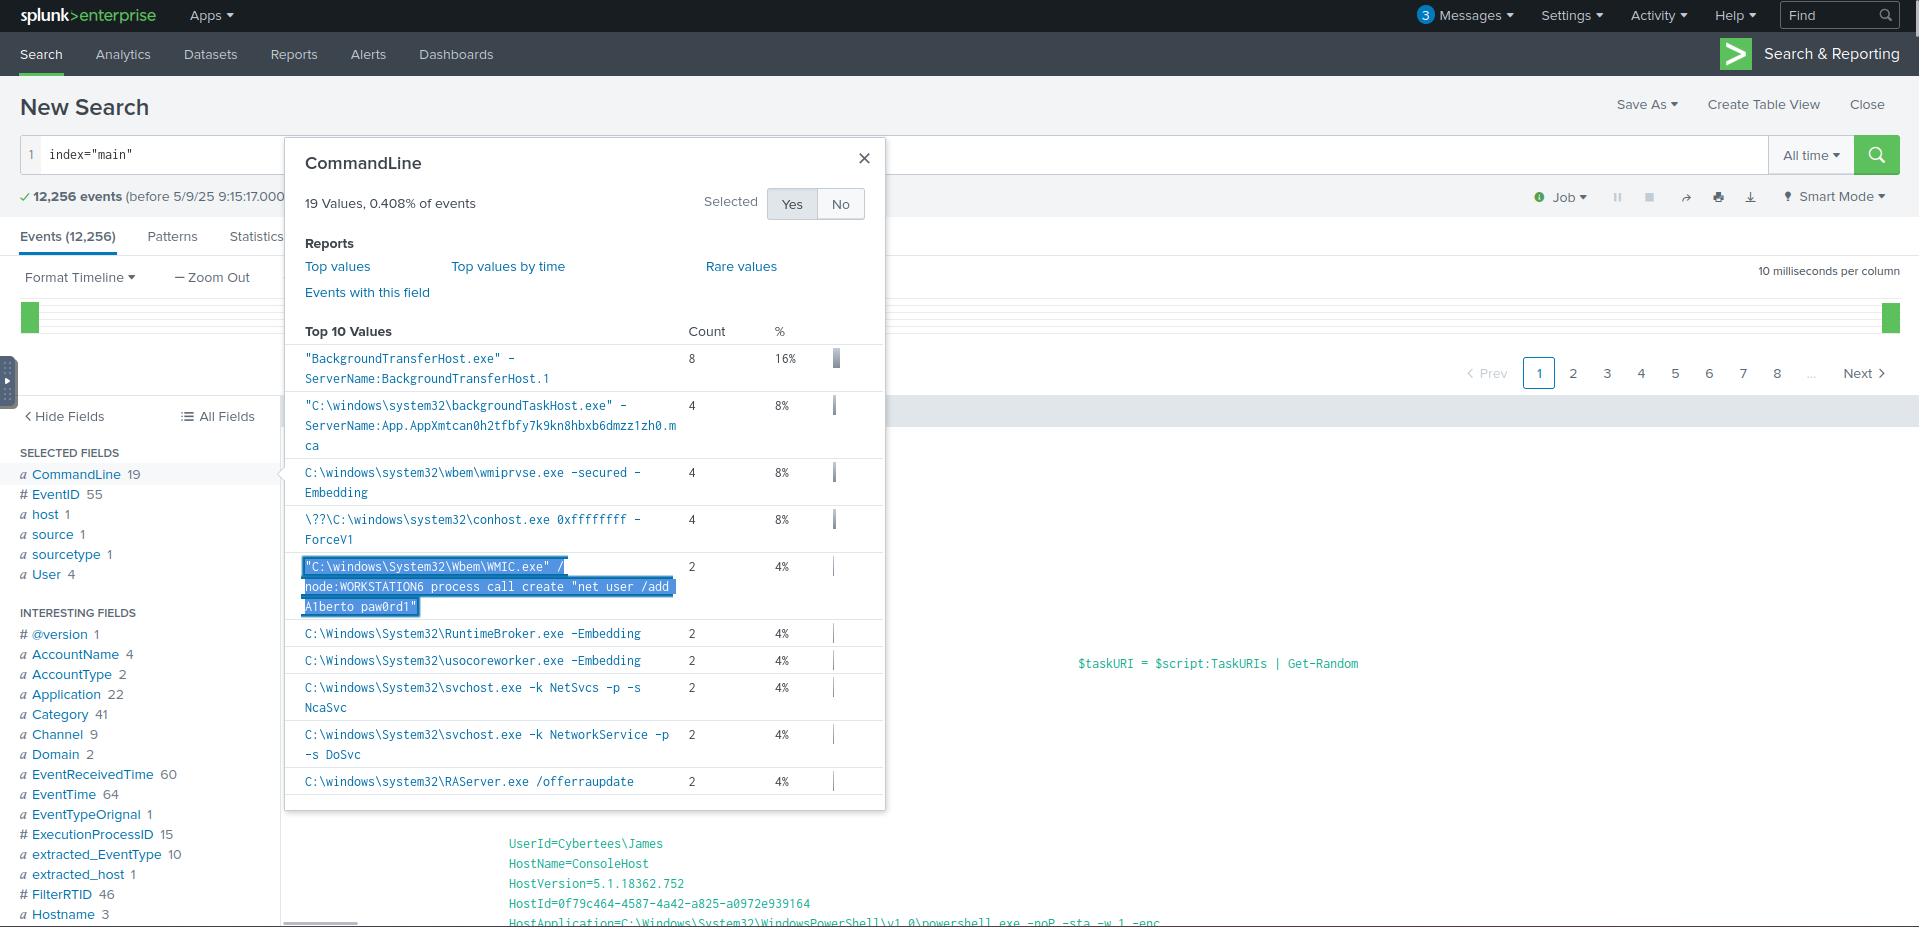 splunk>enterprise Apps 3 Messages Settings Activity Help Find
Search Analytics Datasets Reports Alerts Dashboards Search & Reporting
New Search Save As Create Table View Close
1 index="main" All time
12,256 events (before 5/9/25 9:15:17.000 Job Smart Mode
Events (12,256) Patterns Statistics
Format Timeline — Zoom Out 10 milliseconds per column
CommandLine
19 Values, 0.408% of events Selected Yes No
Reports
Top values Top values by time Rare values
Events with this field
Top 10 Values Count %
"BackgroundTransferHost.exe" - 8 16%
ServerName:BackgroundTransferHost.1
"C:\windows\system32\backgroundTaskHost.exe" - 4 8%
ServerName:App.AppXmtcan0h2tfbfy7k9kn8hbxb6dmzz1zh0.m
ca
C:\windows\system32\wbem\wmiprvse.exe -secured - 4 8%
Embedding
\??\C:\windows\system32\conhost.exe 0xffffffff - 4 8%
ForceV1
"C:\windows\System32\Wbem\WMIC.exe" / 2 4%
node:WORKSTATION6 process call create "net user /add
A1berto paw0rd1"
C:\Windows\System32\RuntimeBroker.exe -Embedding 2 4%
C:\Windows\System32\usocoreworker.exe -Embedding 2 4%
C:\windows\System32\svchost.exe -k NetSvcs -p -s 2 4%
NcaSvc
C:\windows\System32\svchost.exe -k NetworkService -p 2 4%
-s DoSvc
C:\windows\system32\RAServer.exe /offerraupdate 2 4%
< Prev 1 2 3 4 5 6 7 8 ... Next >
< Hide Fields All Fields
SELECTED FIELDS
a CommandLine 19
# EventID 55
a host 1
a source 1
a sourcetype 1
a User 4
INTERESTING FIELDS
# @version 1
a AccountName 4
a AccountType 2
a Application 22
a Category 41
a Channel 9
a Domain 2
a EventReceivedTime 60
a EventTime 64
a EventTypeOrignal 1
# ExecutionProcessID 15
a extracted_EventType 10
a extracted_host 1
# FilterRTID 46
a Hostname 3
$taskURI = $script:TaskURIs | Get-Random
UserId=Cybertees\James
HostName=ConsoleHost
HostVersion=5.1.18362.752
HostId=0f79c464-4587-4a42-a825-a0972e939164
HostApplication=C:\Windows\System32\WindowsPowerShell\v1.0\powershell.exe -noP -sta -w 1 -enc